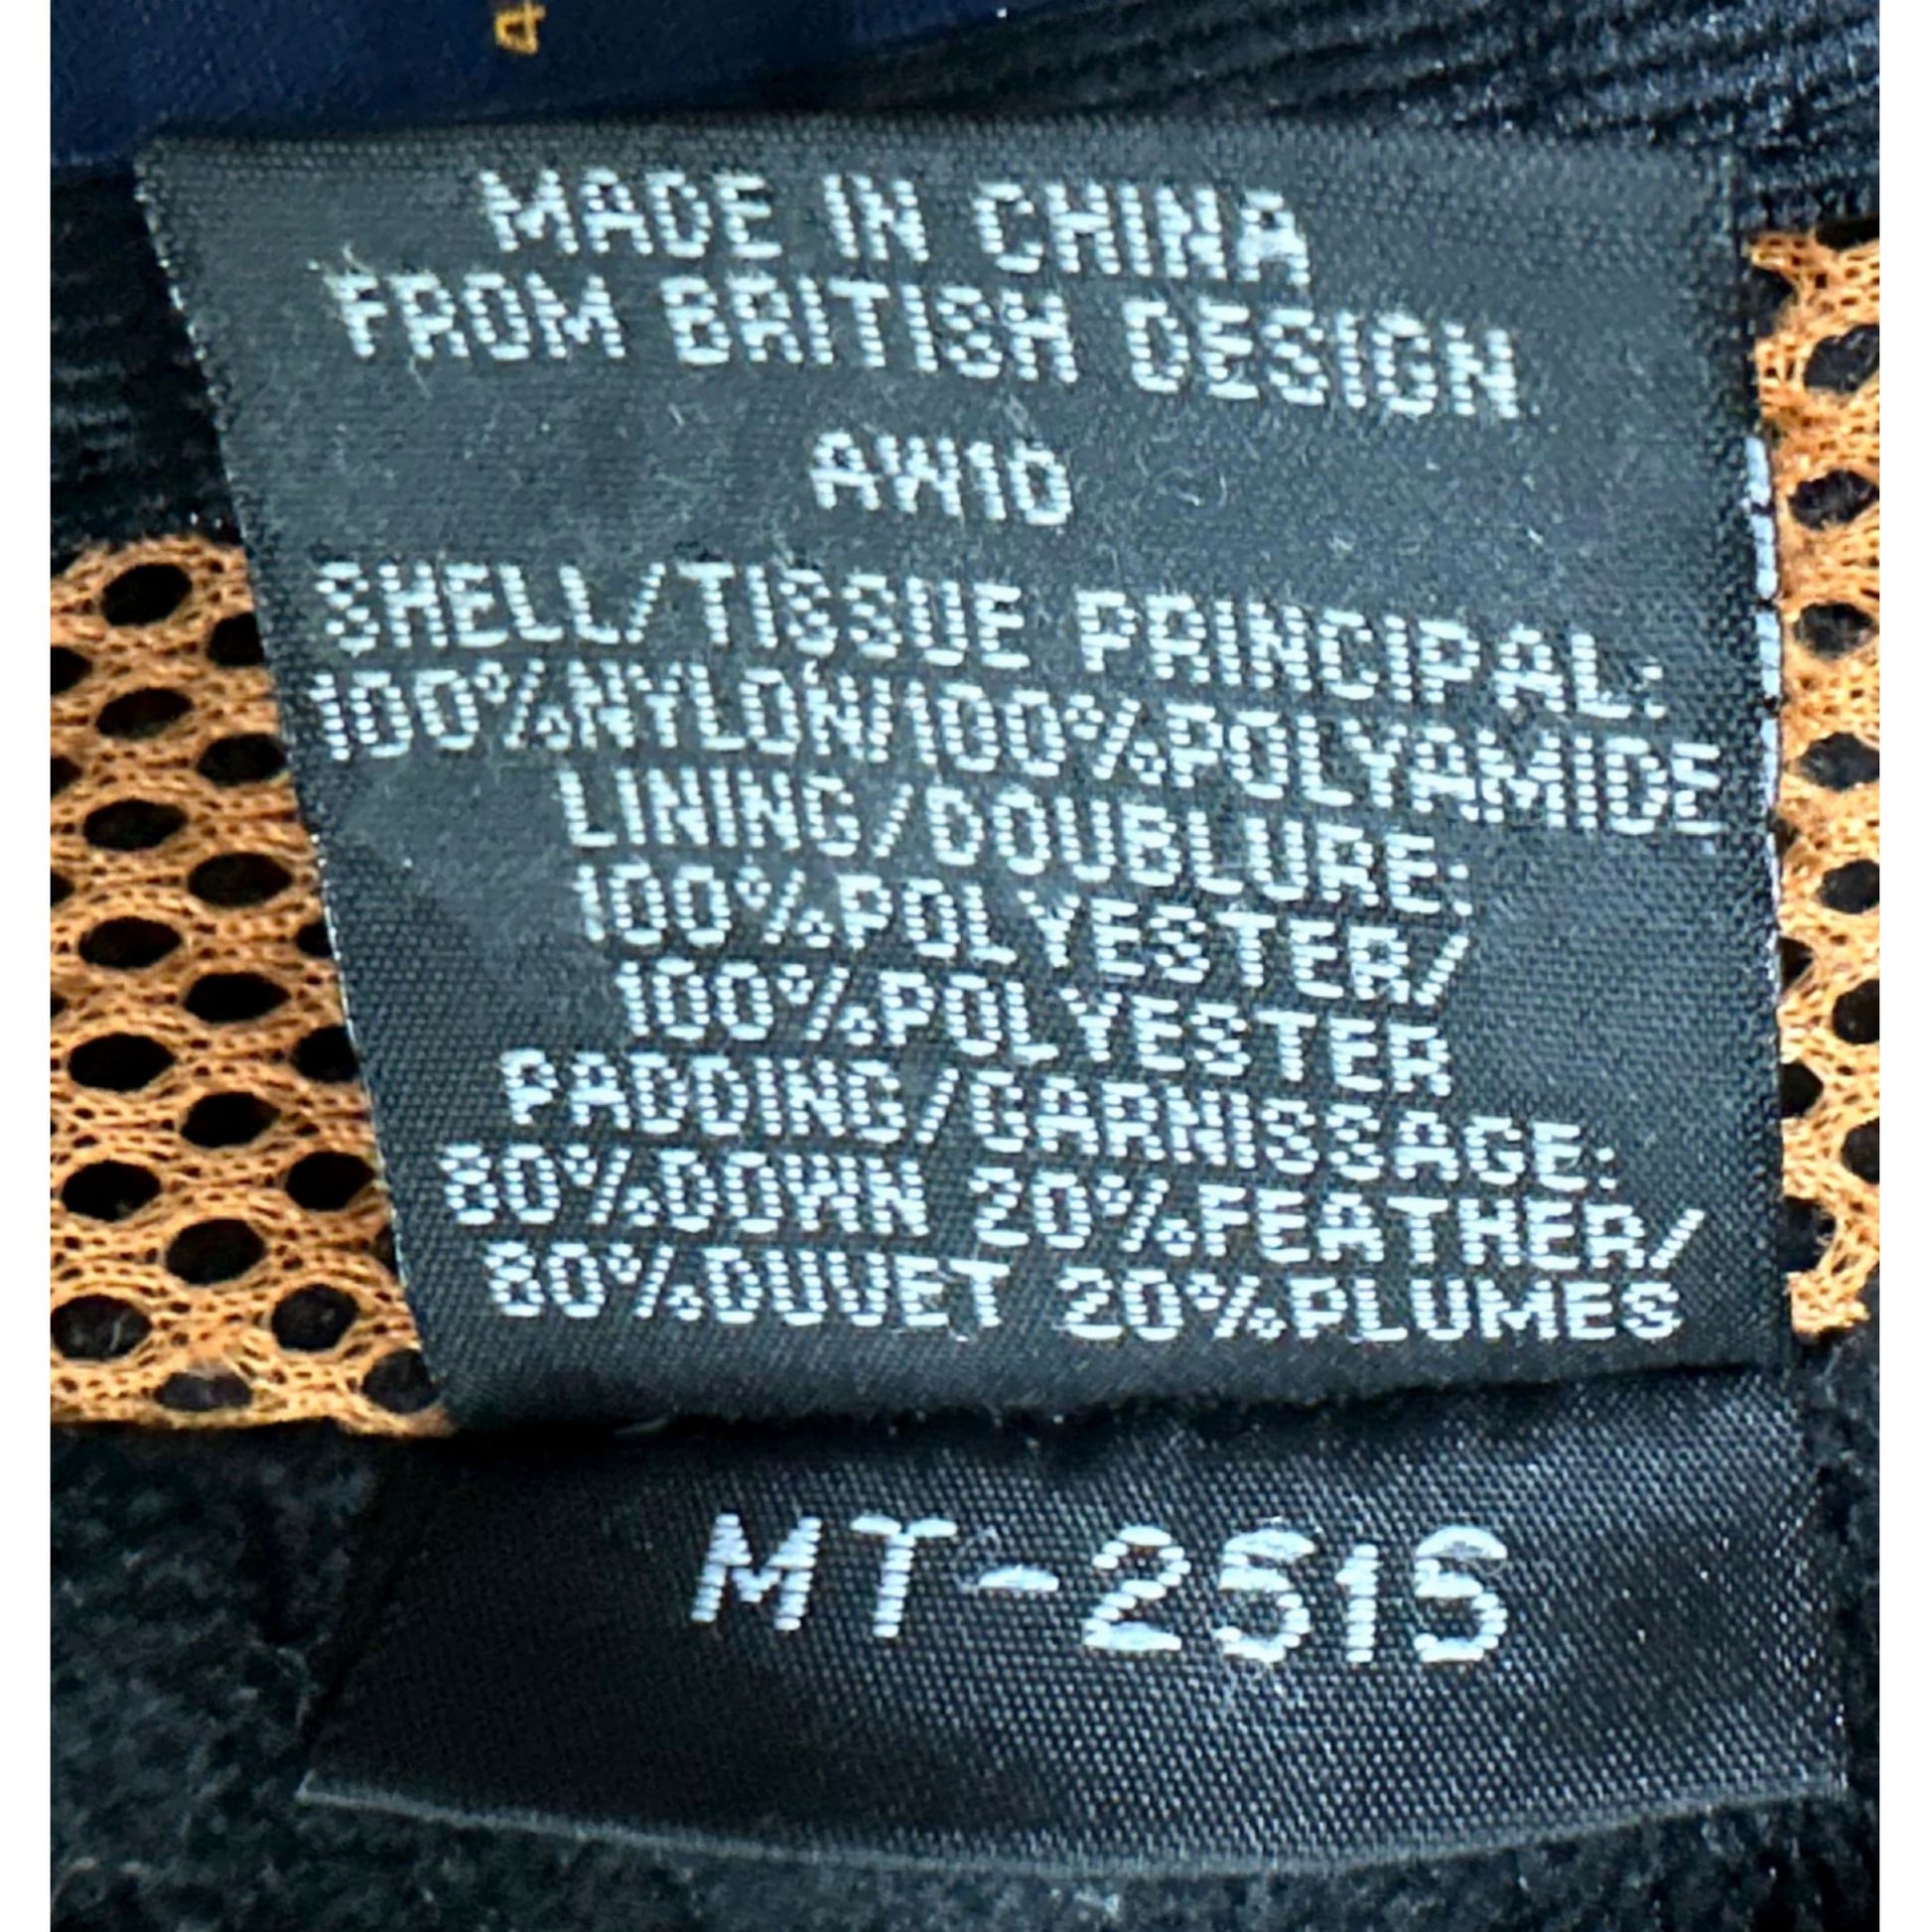 4
MADE IN CHINA
FROM BRITISH DESIGN
AW10
SHELL/TISSUE PRINCIPAL:
100%NYLON/100%POLYAMIDE
LINING/DOUBLURE:
100%POLYESTER/
100%POLYESTER
PADDING/GARNISSAGE:
80%DOWN 20%FEATHER/
80%DUVET 20%PLUMES
MT-2515